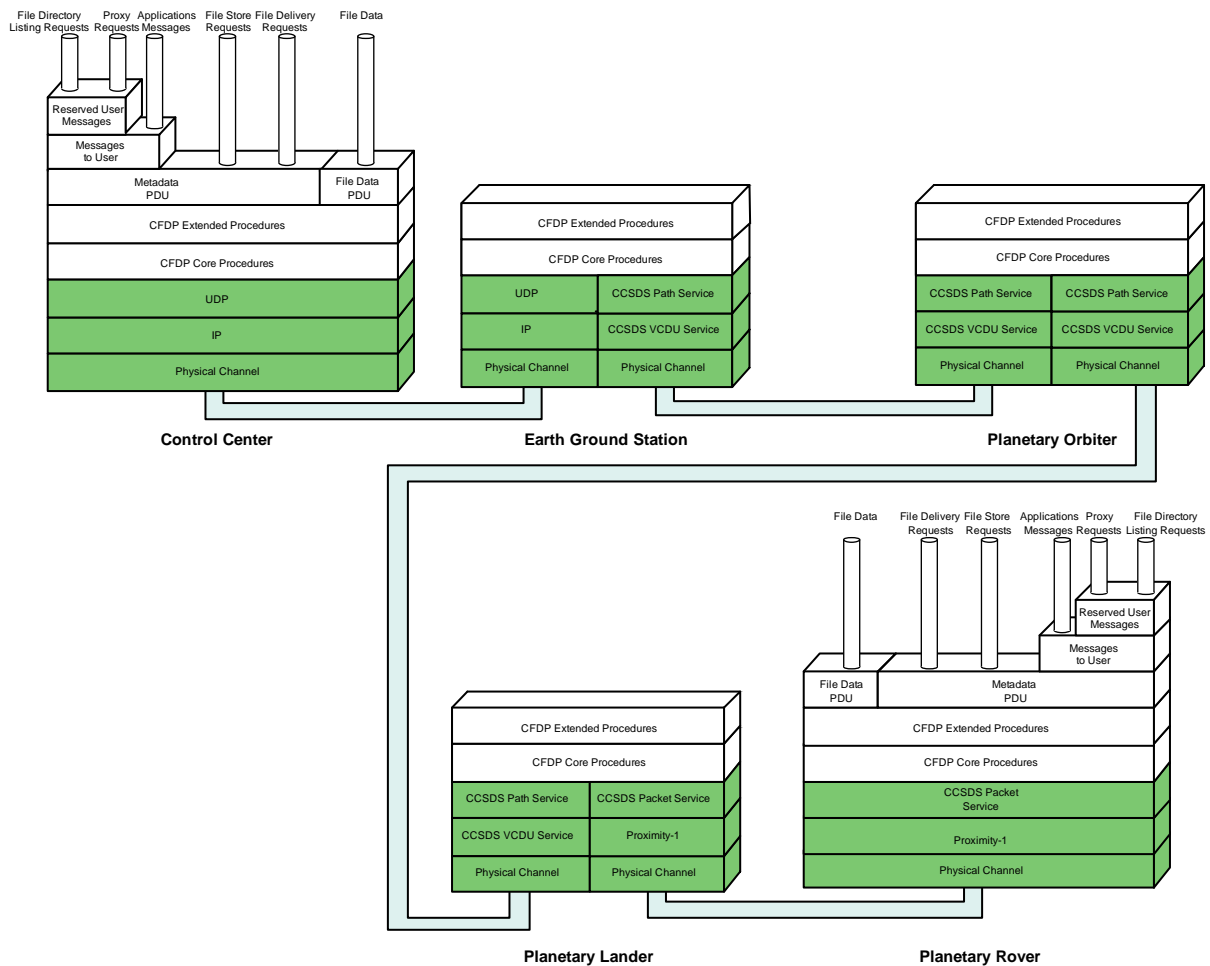 File Directory
Listing Requests
Proxy
Requests
Applications
Messages
File Store
Requests
File Delivery
Requests
File Data
Reserved User
Messages
Messages
to User
Metadata
PDU
File Data
PDU
CFDP Extended Procedures
CFDP Core Procedures
UDP
IP
Physical Channel
Control Center
CFDP Extended Procedures
CFDP Core Procedures
UDP
CCSDS Path Service
IP
CCSDS VCDU Service
Physical Channel
Physical Channel
Earth Ground Station
CFDP Extended Procedures
CFDP Core Procedures
CCSDS Path Service
CCSDS Path Service
CCSDS VCDU Service
CCSDS VCDU Service
Physical Channel
Physical Channel
Planetary Orbiter
CFDP Extended Procedures
CFDP Core Procedures
CCSDS Path Service
CCSDS Packet Service
CCSDS VCDU Service
Proximity-1
Physical Channel
Physical Channel
Planetary Lander
File Data
File Delivery
Requests
File Store
Requests
Applications
Messages
Proxy
Requests
File Directory
Listing Requests
Reserved User
Messages
Messages
to User
File Data
PDU
Metadata
PDU
CFDP Extended Procedures
CFDP Core Procedures
CCSDS Packet
Service
Proximity-1
Physical Channel
Planetary Rover